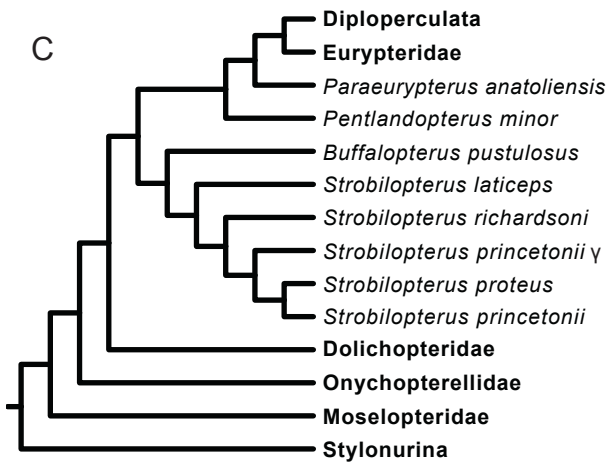 C
Diploperculata
Eurypteridae
Paraeurypterus anatoliensis
Pentlandopterus minor
Buffalopterus pustulosus
Strobilopterus laticeps
Strobilopterus richardsoni
Strobilopterus princetonii γ
Strobilopterus proteus
Strobilopterus princetonii
Dolichopteridae
Onychopterellidae
Moselopteridae
Stylonurina